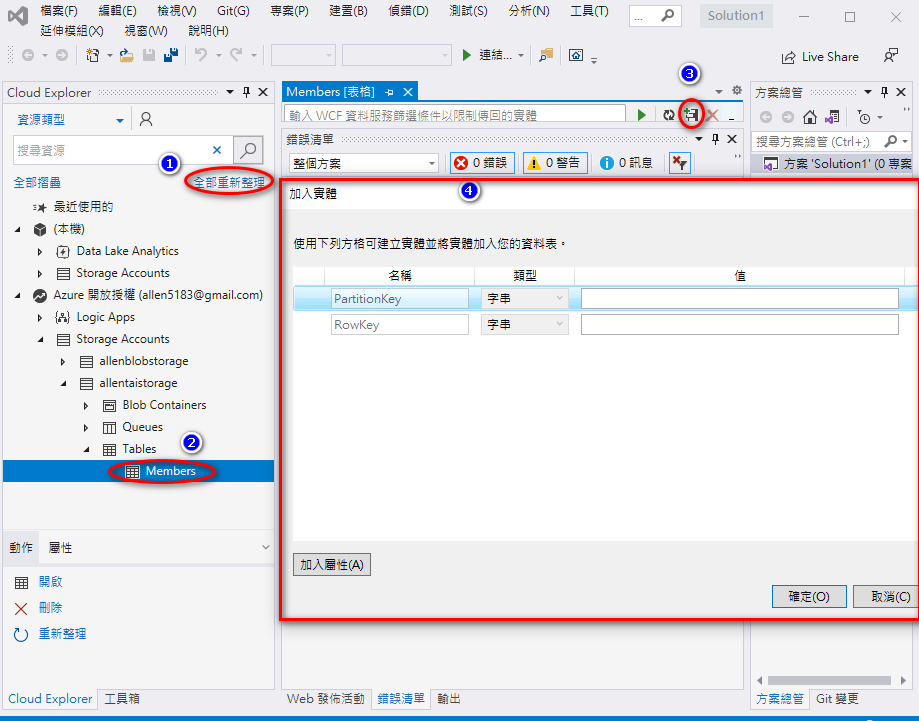 檔案(F) 編輯(E) 檢視(V) Git(G) 專案(P) 建置(B) 偵錯(D) 測試(S) 分析(N) 工具(T) ... Solution1
延伸模組(X) 視窗(W) 說明(H)
連結... Live Share
Cloud Explorer
資源類型
搜尋資源
1
全部摺疊 全部重新整理
最近使用的
(本機)
Data Lake Analytics
Storage Accounts
Azure 開放授權 (allen5183@gmail.com)
Logic Apps
Storage Accounts
allenblobstorage
allentaistorage
Blob Containers
Queues
2
Tables
Members
動作 屬性
開啟
刪除
重新整理
Cloud Explorer 工具箱
3
Members [表格]
輸入 WCF 資料服務篩選條件以限制傳回的實體
錯誤清單
整個方案 0 錯誤 0 警告 0 訊息
4
加入實體
使用下列方格可建立實體並將實體加入您的資料表。
名稱 類型 值
PartitionKey 字串
RowKey 字串
加入屬性(A)
確定(O) 取消(C)
Web 發佈活動 錯誤清單 輸出
方案總管
搜尋方案總管 (Ctrl+;)
方案 'Solution1' (0 專案
方案總管 Git 變更